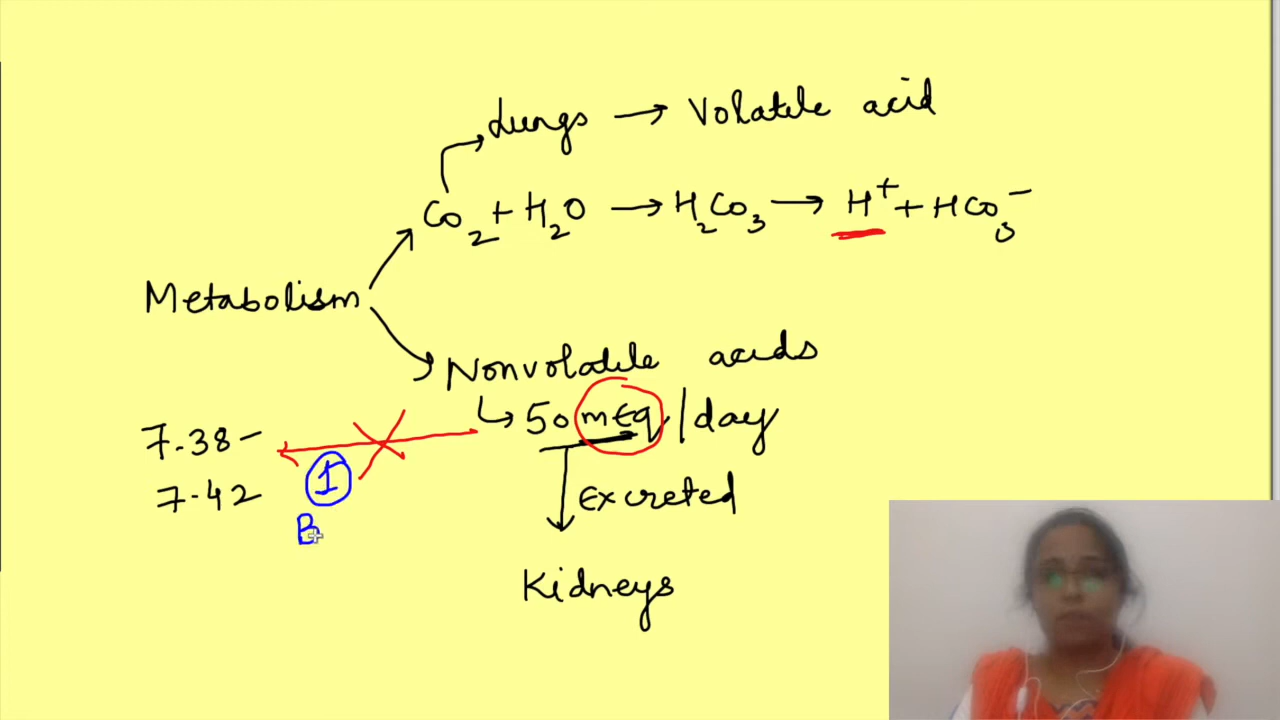 Lungs → Volatile acid
Co2 + H2O → H2Co3 → H+ + HCo3-
Metabolism
Nonvolatile acids
50 mEq/day
7.38-
7.42
I
B
Excreted
Kidneys